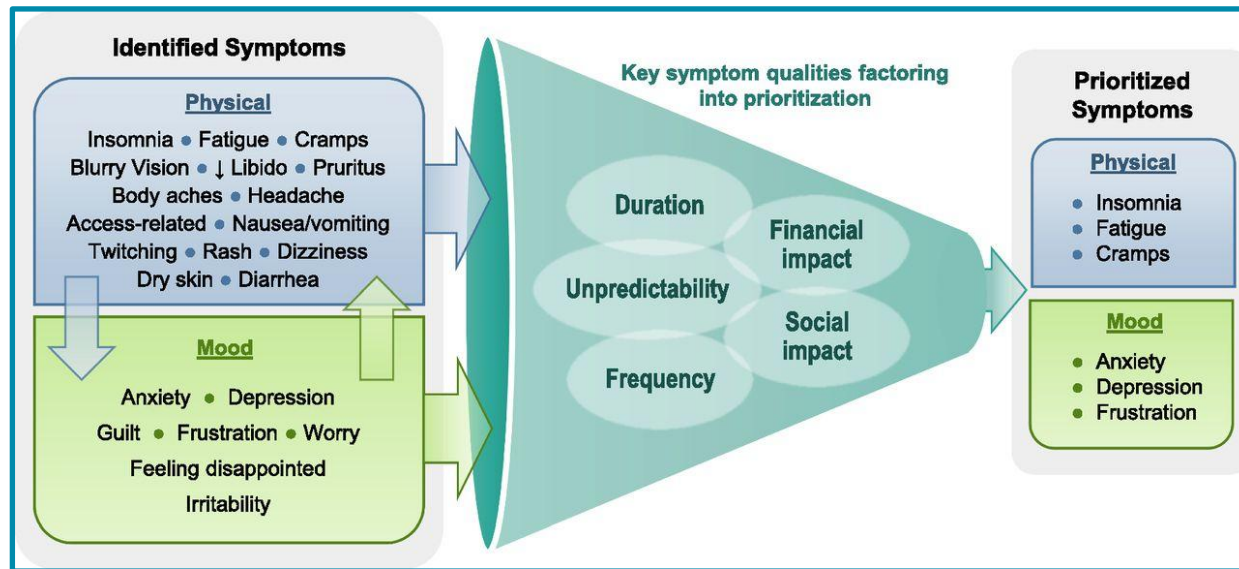 Identified Symptoms
Physical
Insomnia ● Fatigue ● Cramps
Blurry Vision ● ↓ Libido ● Pruritus
Body aches ● Headache
Access-related ● Nausea/vomiting
Twitching ● Rash ● Dizziness
Dry skin ● Diarrhea
Mood
Anxiety ● Depression
Guilt ● Frustration ● Worry
Feeling disappointed
Irritability
Key symptom qualities factoring
into prioritization
Duration
Financial
impact
Unpredictability
Social
impact
Frequency
Prioritized
Symptoms
Physical
● Insomnia
● Fatigue
● Cramps
Mood
● Anxiety
● Depression
● Frustration